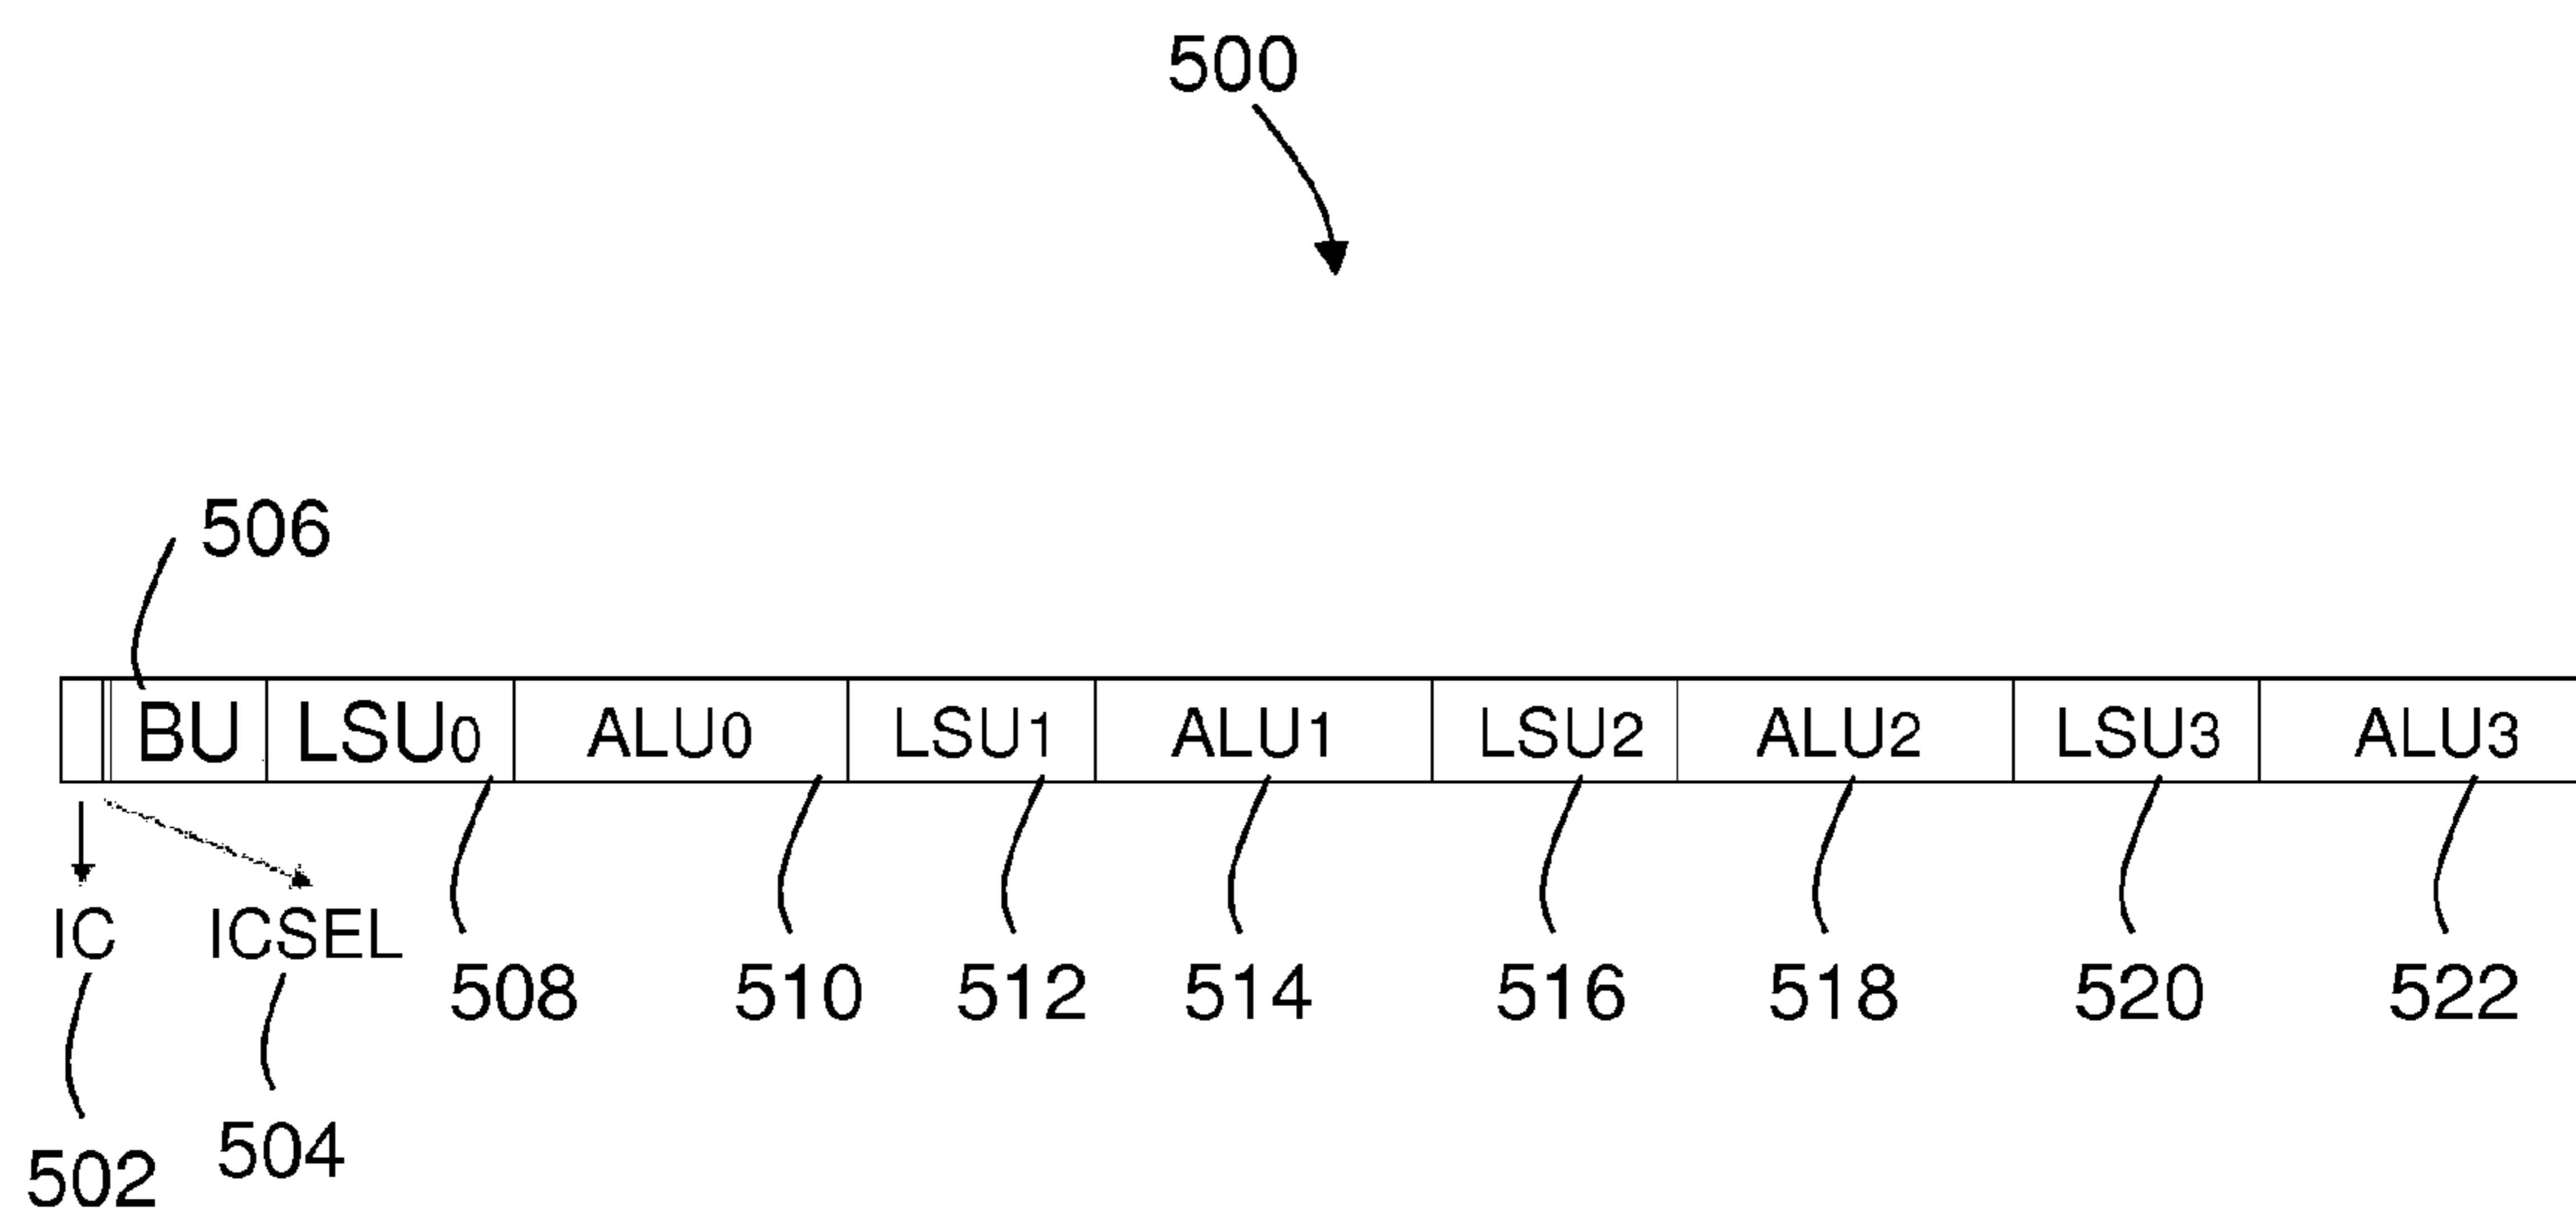 500
506
BU LSU0 ALU0 LSU1 ALU1 LSU2 ALU2 LSU3 ALU3
IC ICSEL
508 510 512 514 516 518 520 522
502 504